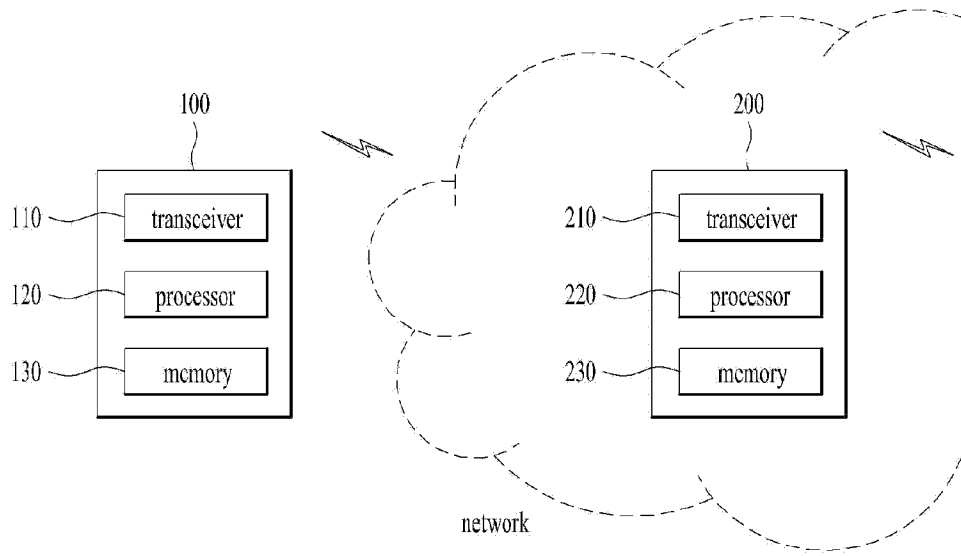 100
200
110 transceiver
210 transceiver
120 processor
220 processor
130 memory
230 memory
network